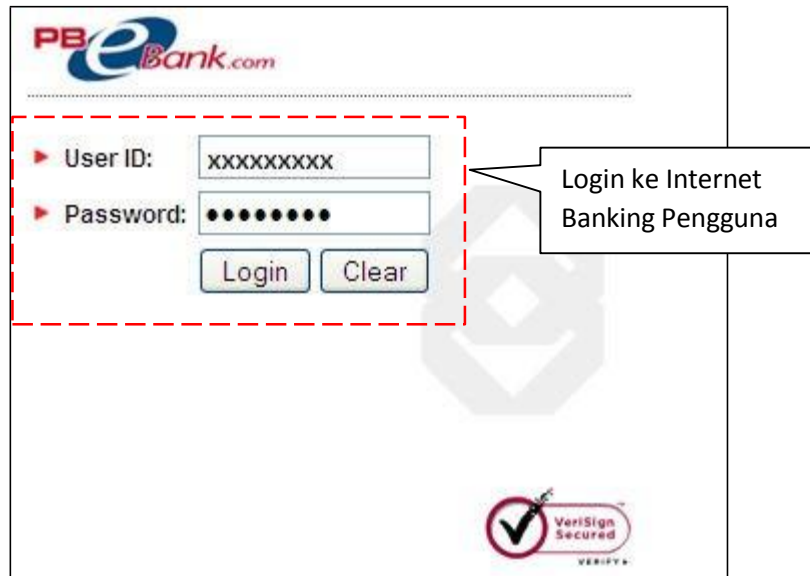 PBeBank.com
User ID: xxxxxxxxx
Password: ●●●●●●●●
Login Clear
Login ke Internet
Banking Pengguna
VeriSign
Secured
VERIFY